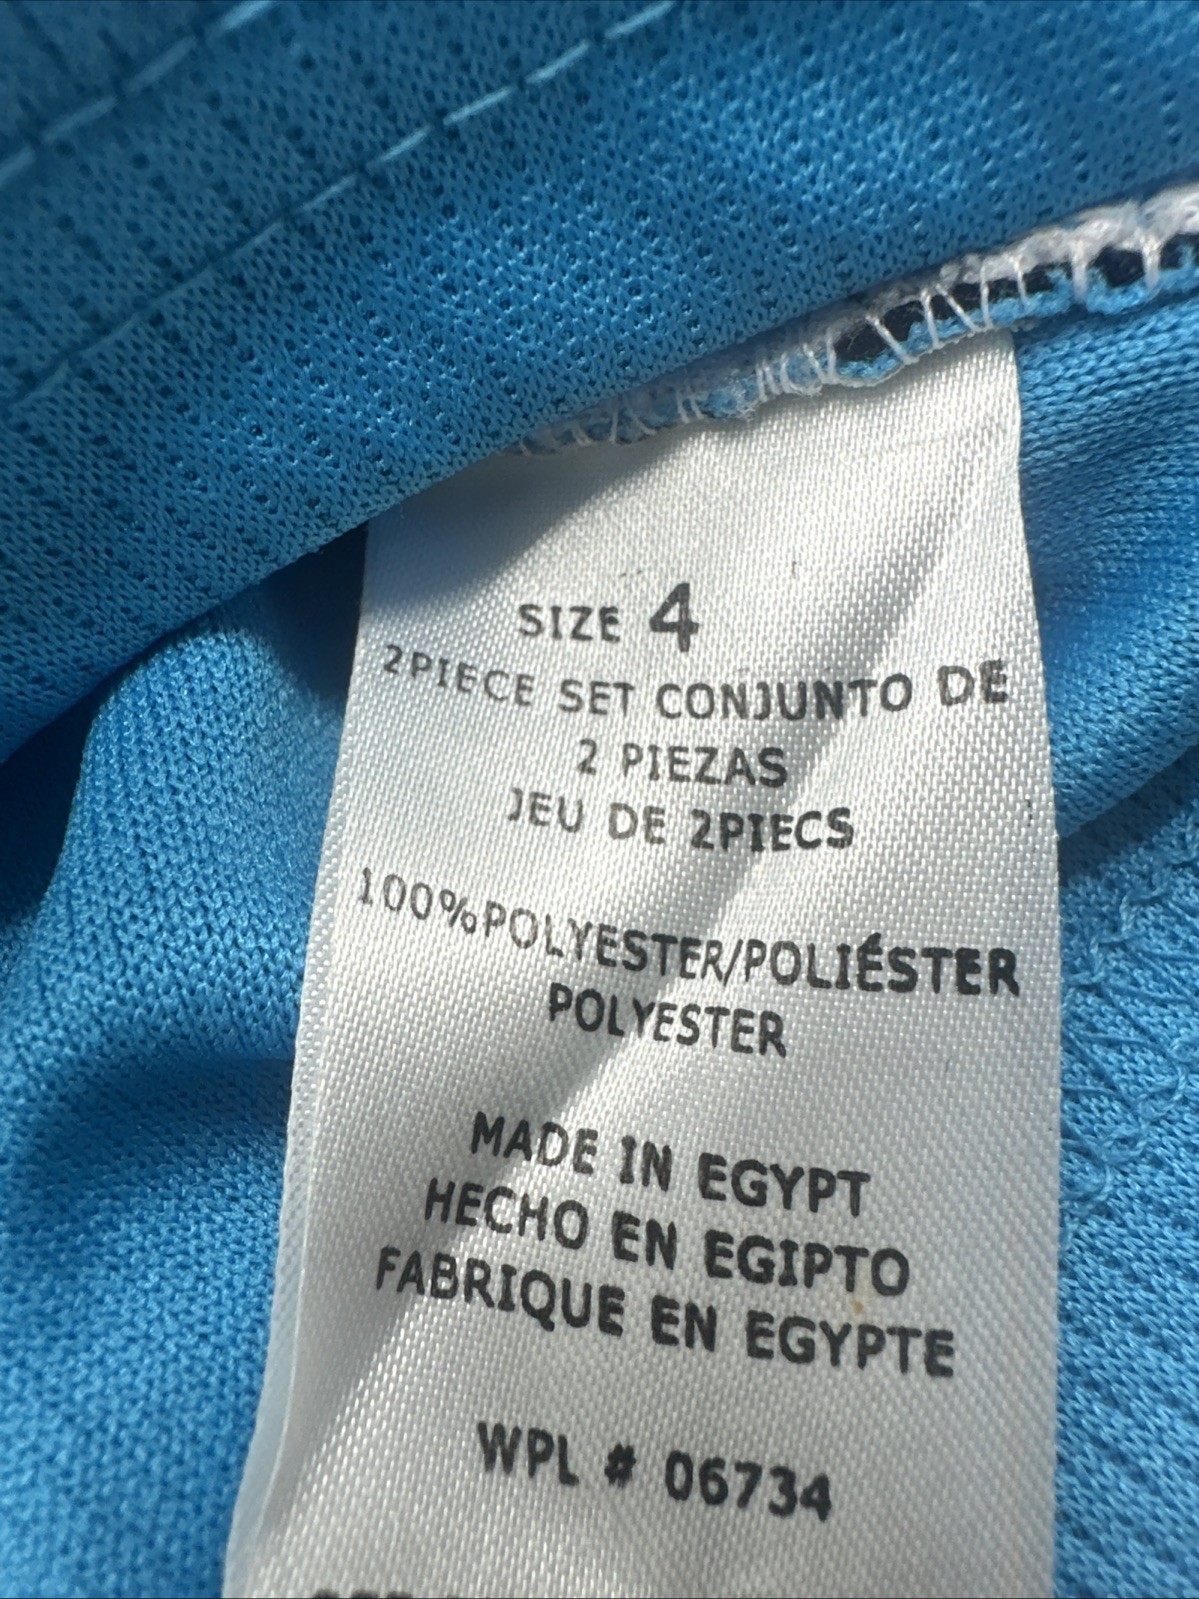 SIZE 4
2PIECE SET CONJUNTO DE
2 PIEZAS
JEU DE 2PIECS
100%POLYESTER/POLIÉSTER
POLYESTER
MADE IN EGYPT
HECHO EN EGIPTO
FABRIQUE EN EGYPTE
WPL # 06734